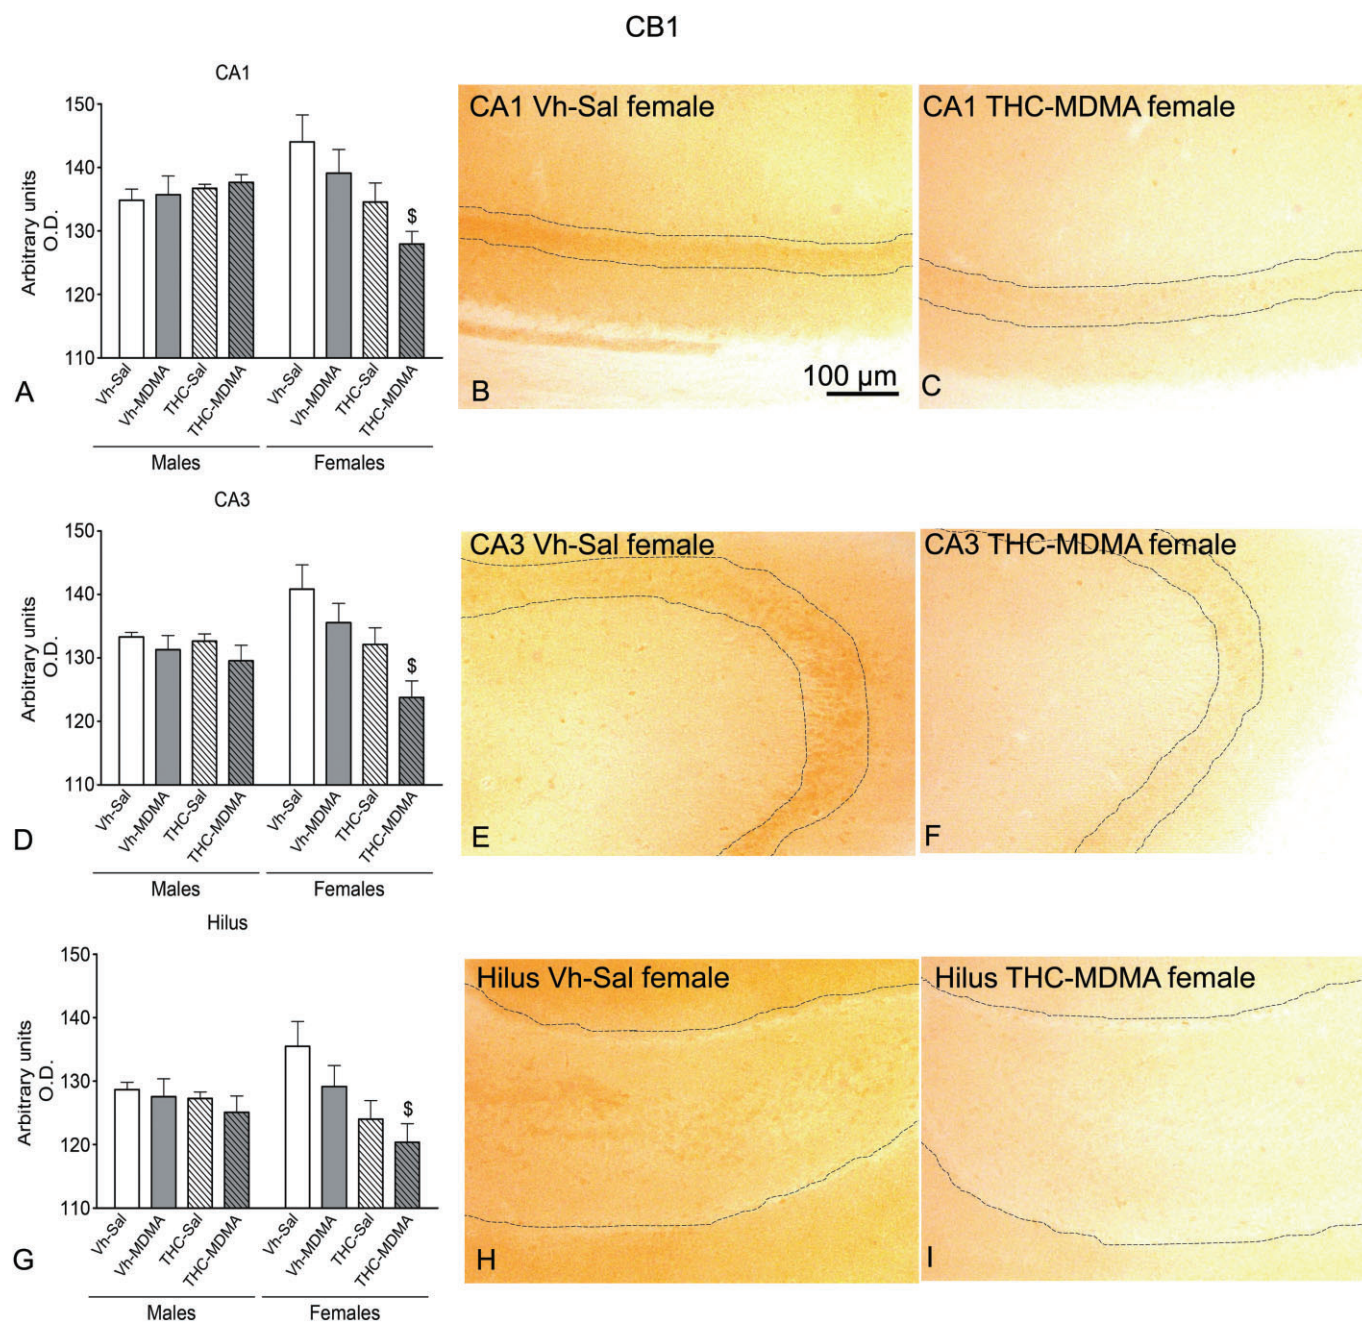 CB1
CA1
150
140
130
120
110
Arbitrary units
O.D.
$
Vh-Sal
Vh-MDMA
THC-Sal
THC-MDMA
Vh-Sal
Vh-MDMA
THC-Sal
THC-MDMA
Males
Females
A
CA1 Vh-Sal female
100 µm
B
CA1 THC-MDMA female
C
CA3
150
140
130
120
110
Arbitrary units
O.D.
$
Vh-Sal
Vh-MDMA
THC-Sal
THC-MDMA
Vh-Sal
Vh-MDMA
THC-Sal
THC-MDMA
Males
Females
D
CA3 Vh-Sal female
E
CA3 THC-MDMA female
F
Hilus
150
140
130
120
110
Arbitrary units
O.D.
$
Vh-Sal
Vh-MDMA
THC-Sal
THC-MDMA
Vh-Sal
Vh-MDMA
THC-Sal
THC-MDMA
Males
Females
G
Hilus Vh-Sal female
H
Hilus THC-MDMA female
I